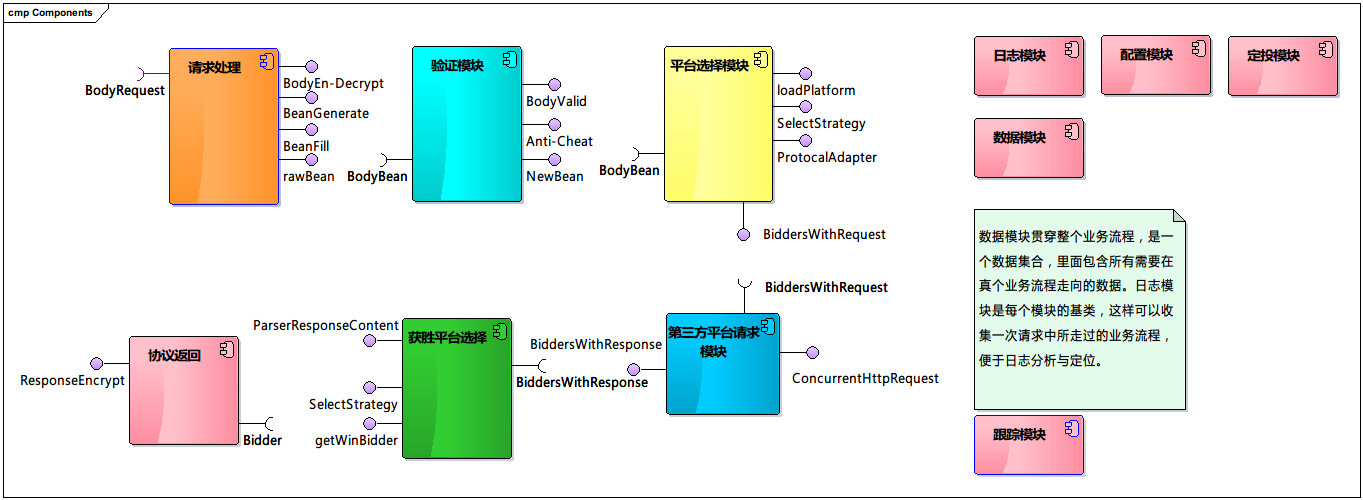 cmp Components
请求处理
BodyRequest
BodyEn-Decrypt
BeanGenerate
BeanFill
rawBean
验证模块
BodyBean
BodyValid
Anti-Cheat
NewBean
平台选择模块
BodyBean
loadPlatform
SelectStrategy
ProtocalAdapter
BiddersWithRequest
日志模块
配置模块
定投模块
数据模块
数据模块贯穿整个业务流程，是一
个数据集合，里面包含所有需要在
真个业务流程走向的数据。日志模
块是每个模块的基类，这样可以收
集一次请求中所走过的业务流程，
便于日志分析与定位。
跟踪模块
协议返回
ResponseEncrypt
Bidder
获胜平台选择
ParserResponseContent
SelectStrategy
getWinBidder
BiddersWithResponse
第三方平台请求
模块
BiddersWithRequest
BiddersWithResponse
ConcurrentHttpRequest